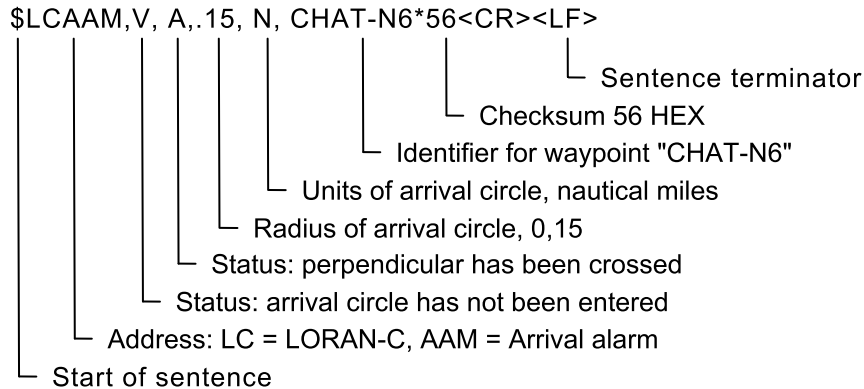 $LCAAM,V, A,.15, N, CHAT-N6*56<CR><LF>
Sentence terminator
Checksum 56 HEX
Identifier for waypoint "CHAT-N6"
Units of arrival circle, nautical miles
Radius of arrival circle, 0,15
Status: perpendicular has been crossed
Status: arrival circle has not been entered
Address: LC = LORAN-C, AAM = Arrival alarm
Start of sentence